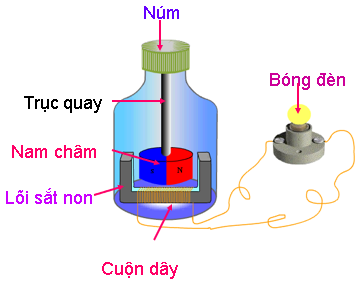 Núm
Bóng đèn
Trục quay
Nam châm
N
Lõi sắt non
Cuộn dây